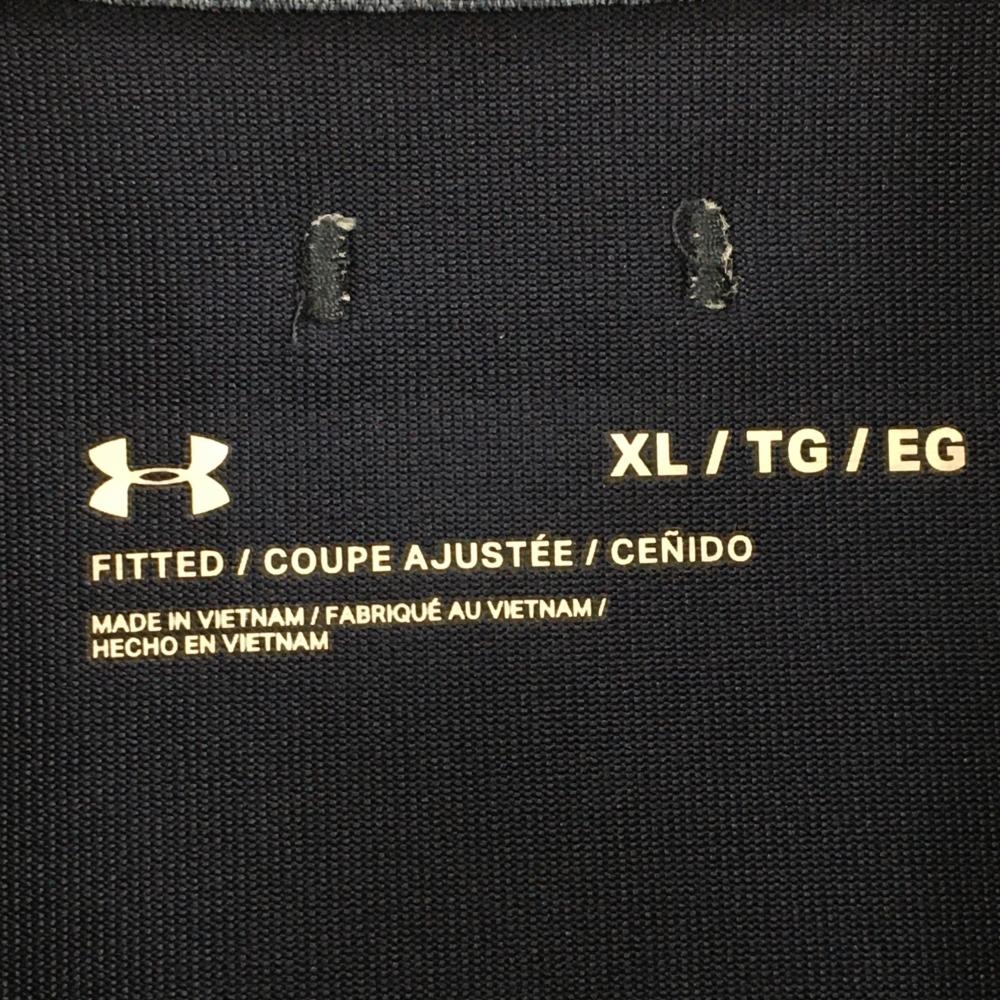 XL / TG / EG
FITTED / COUPE AJUSTÉE / CEÑIDO
MADE IN VIETNAM / FABRIQUÉ AU VIETNAM /
HECHO EN VIETNAM